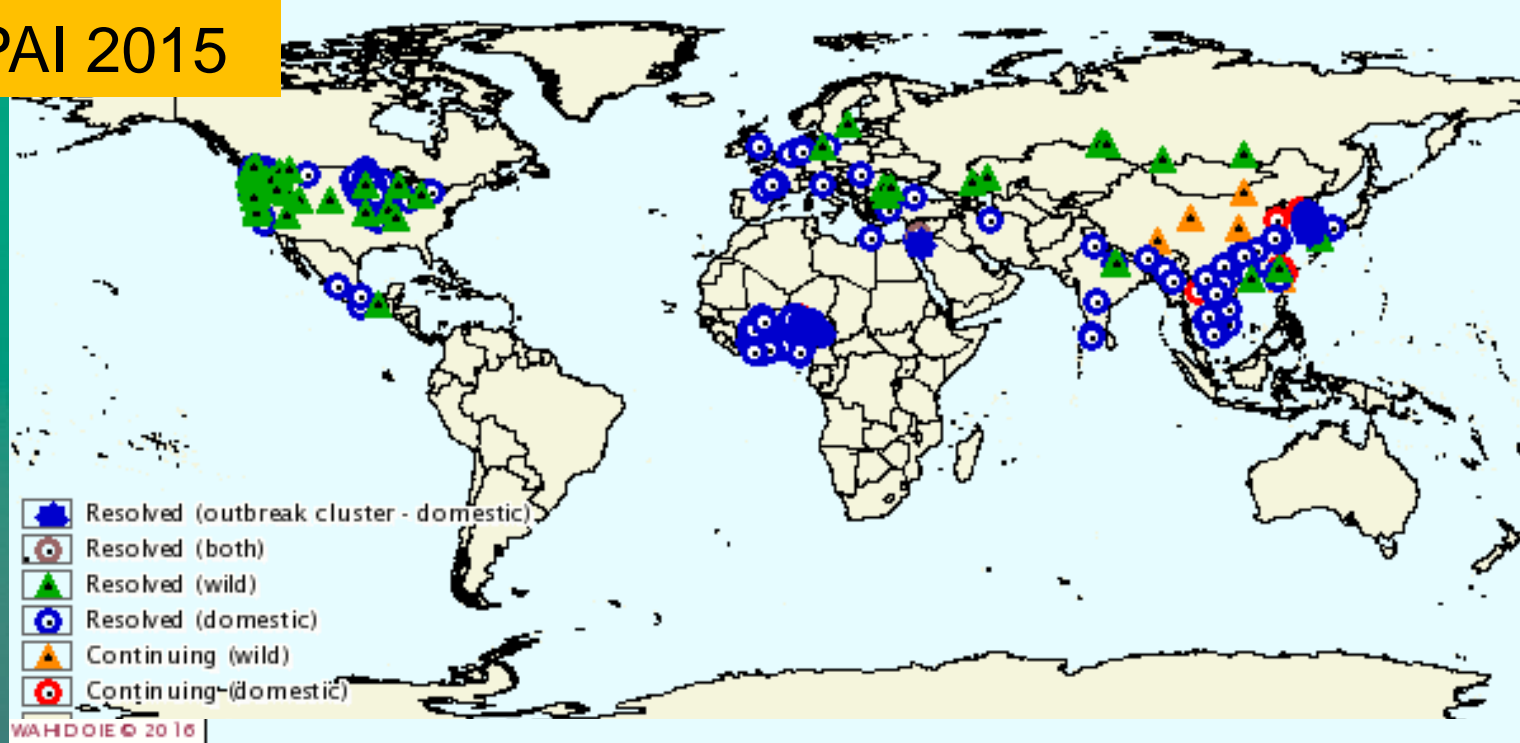 PAI 2015
Resolved (outbreak cluster - domestic)
Resolved (both)
Resolved (wild)
Resolved (domestic)
Continuing (wild)
Continuing (domestic)
WAHID OIE © 2016